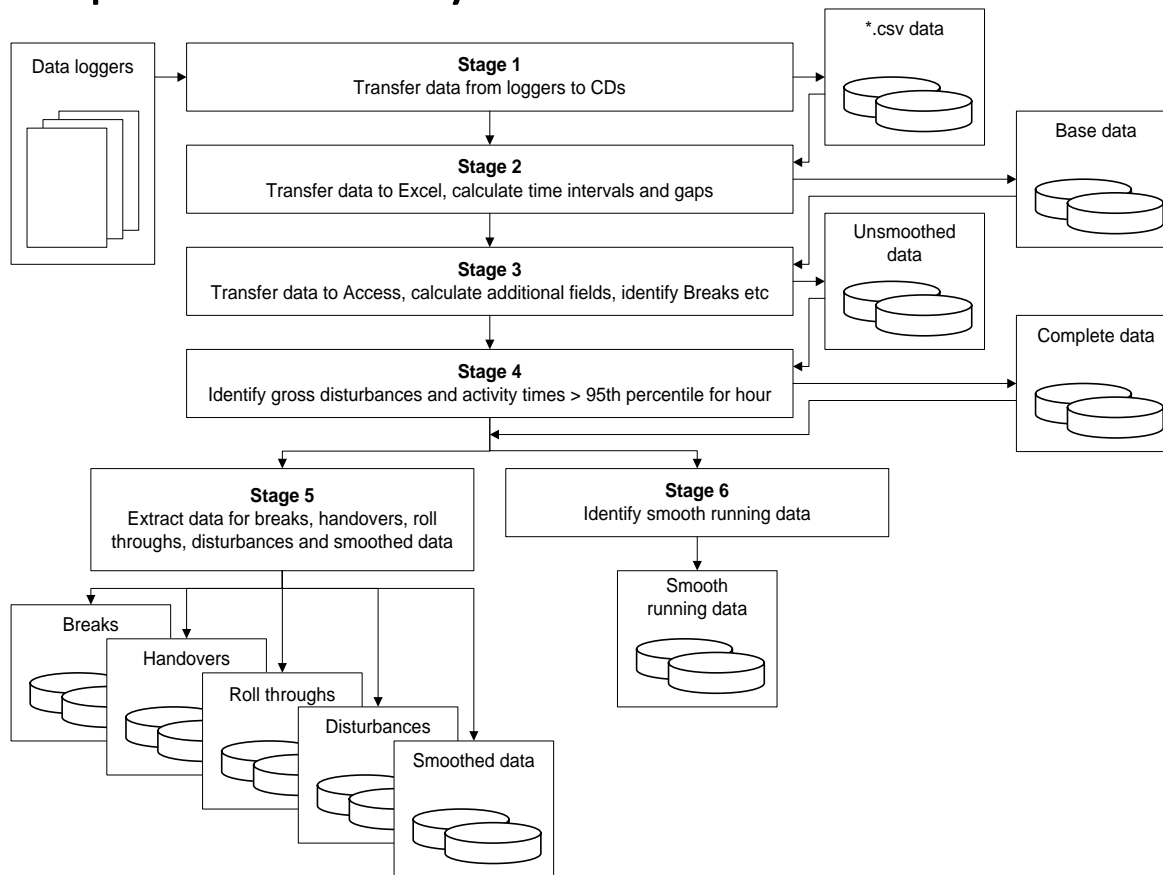 Data loggers
Stage 1
Transfer data from loggers to CDs
*.csv data
Stage 2
Transfer data to Excel, calculate time intervals and gaps
Base data
Stage 3
Transfer data to Access, calculate additional fields, identify Breaks etc
Unsmoothed
data
Stage 4
Identify gross disturbances and activity times > 95th percentile for hour
Complete data
Stage 5
Extract data for breaks, handovers, roll
throughs, disturbances and smoothed data
Stage 6
Identify smooth running data
Breaks
Handovers
Roll throughs
Disturbances
Smoothed data
Smooth
running data